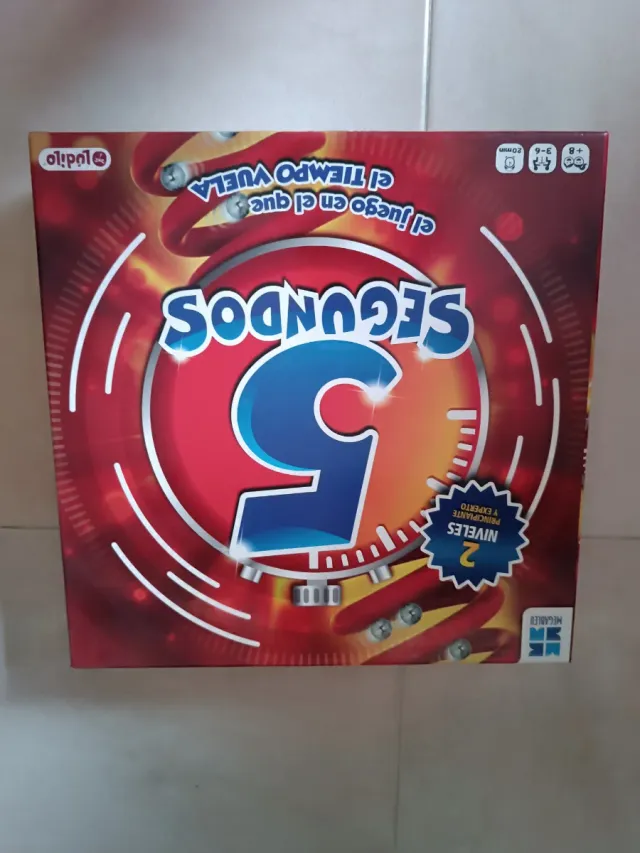 MEGABLEU
2
NIVELES
PRINCIPIANTE
Y EXPERTO
5
SEGUNDOS
el juego en el que
el TIEMPO VUELA
+8
3-6
20 min
lúdilo